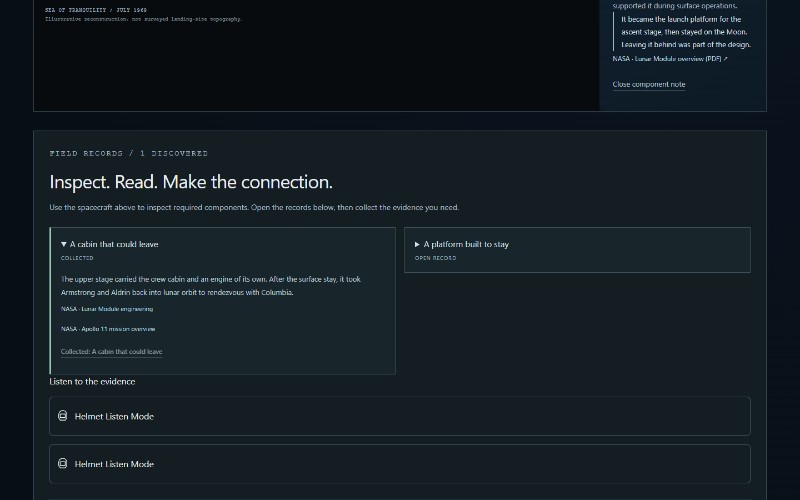 SEA OF TRANQUILITY / JULY 1969
Illustrative reconstruction, not surveyed landing-site topography.
supported it during surface operations.
It became the launch platform for the
ascent stage, then stayed on the Moon.
Leaving it behind was part of the design.
NASA · Lunar Module overview (PDF) ↗
Close component note
FIELD RECORDS / 1 DISCOVERED
Inspect. Read. Make the connection.
Use the spacecraft above to inspect required components. Open the records below, then collect the evidence you need.
▼ A cabin that could leave
COLLECTED
The upper stage carried the crew cabin and an engine of its own. After the surface stay, it took
Armstrong and Aldrin back into lunar orbit to rendezvous with Columbia.
NASA · Lunar Module engineering
NASA · Apollo 11 mission overview
Collected: A cabin that could leave
▶ A platform built to stay
OPEN RECORD
Listen to the evidence
Helmet Listen Mode
Helmet Listen Mode